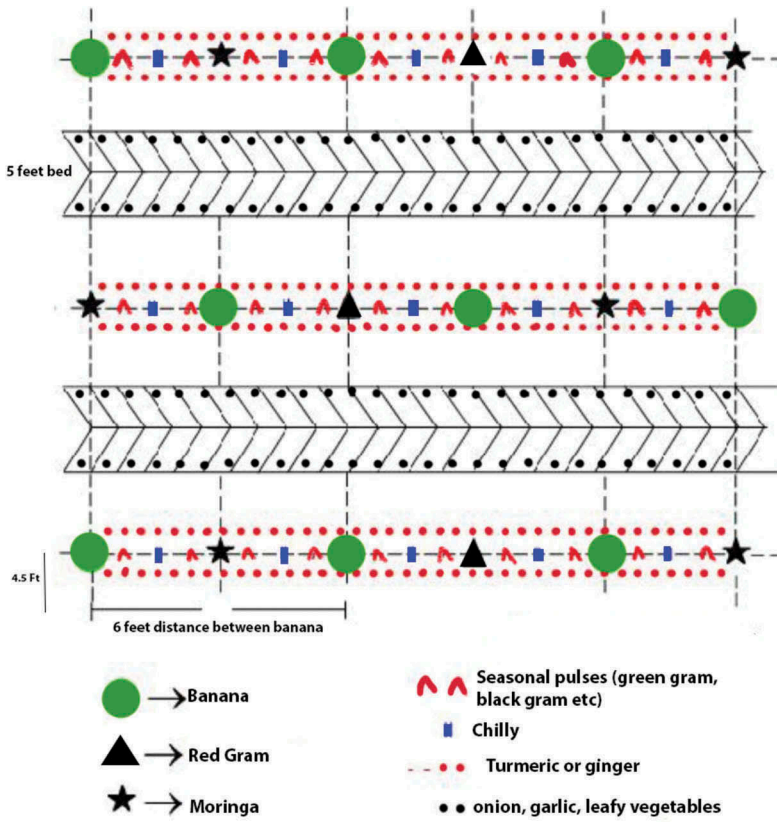 5 feet bed
4.5 Ft
6 feet distance between banana
Banana
Red Gram
Moringa
Seasonal pulses (green gram,
black gram etc)
Chilly
Turmeric or ginger
onion, garlic, leafy vegetables